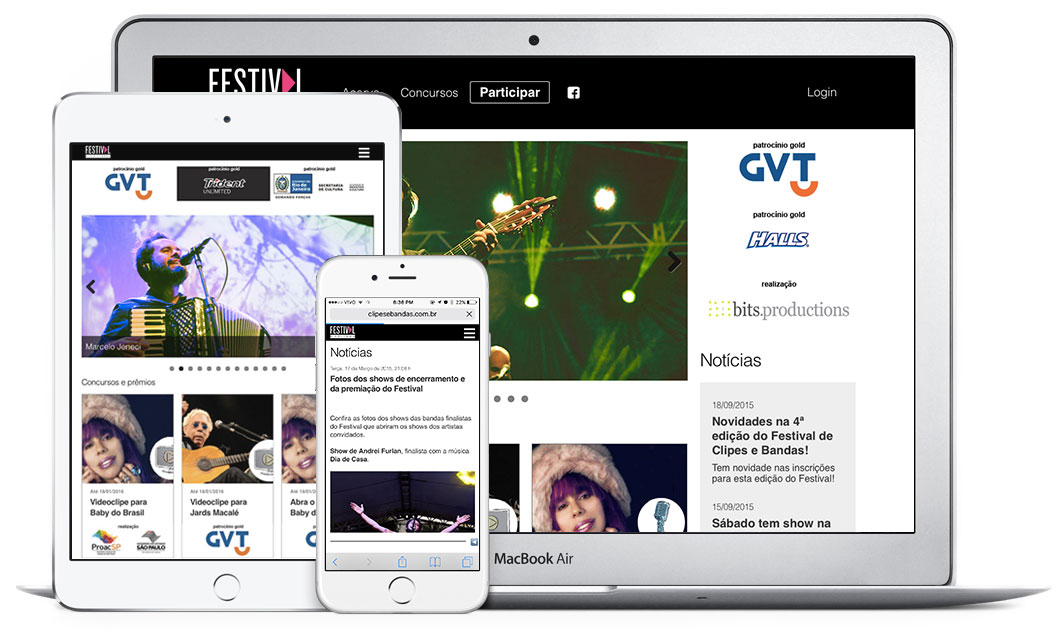 FESTIVAL
Acervo
Concursos
Participar
Login
patrocínio gold
GVT
patrocínio gold
HALLS
realização
bits.productions
Notícias
18/09/2015
Novidades na 4ª
edição do Festival de
Clipes e Bandas!
Tem novidade nas inscrições
para esta edição do Festival!
15/09/2015
Sábado tem show na
MacBook Air
FESTIVAL
patrocínio gold
patrocínio gold
patrocínio gold
GVT
Trident
UNLIMITED
Rio de
Janeiro
SOMANDO FORÇAS
SECRETARIA
DE CULTURA
Marcelo Jeneci
Concursos e prêmios
Até 18/01/2016
Videoclipe para
Baby do Brasil
realização
ProacSP
SÃO PAULO
Até 18/01/2016
Videoclipe para
Jards Macalé
patrocínio gold
GVT
Até 18/01/2016
Abra o
Baby d
VIVO
6:36 PM
22%
clipesebandas.com.br
FESTIVAL
Notícias
Terça, 17 de Março de 2015, 21:08 h
Fotos dos shows de encerramento e
da premiação do Festival
Confira as fotos dos shows das bandas finalistas
do Festival que abriram os shows dos artistas
convidados.
Show de Andrei Furlan, finalista com a música
Dia de Casa.